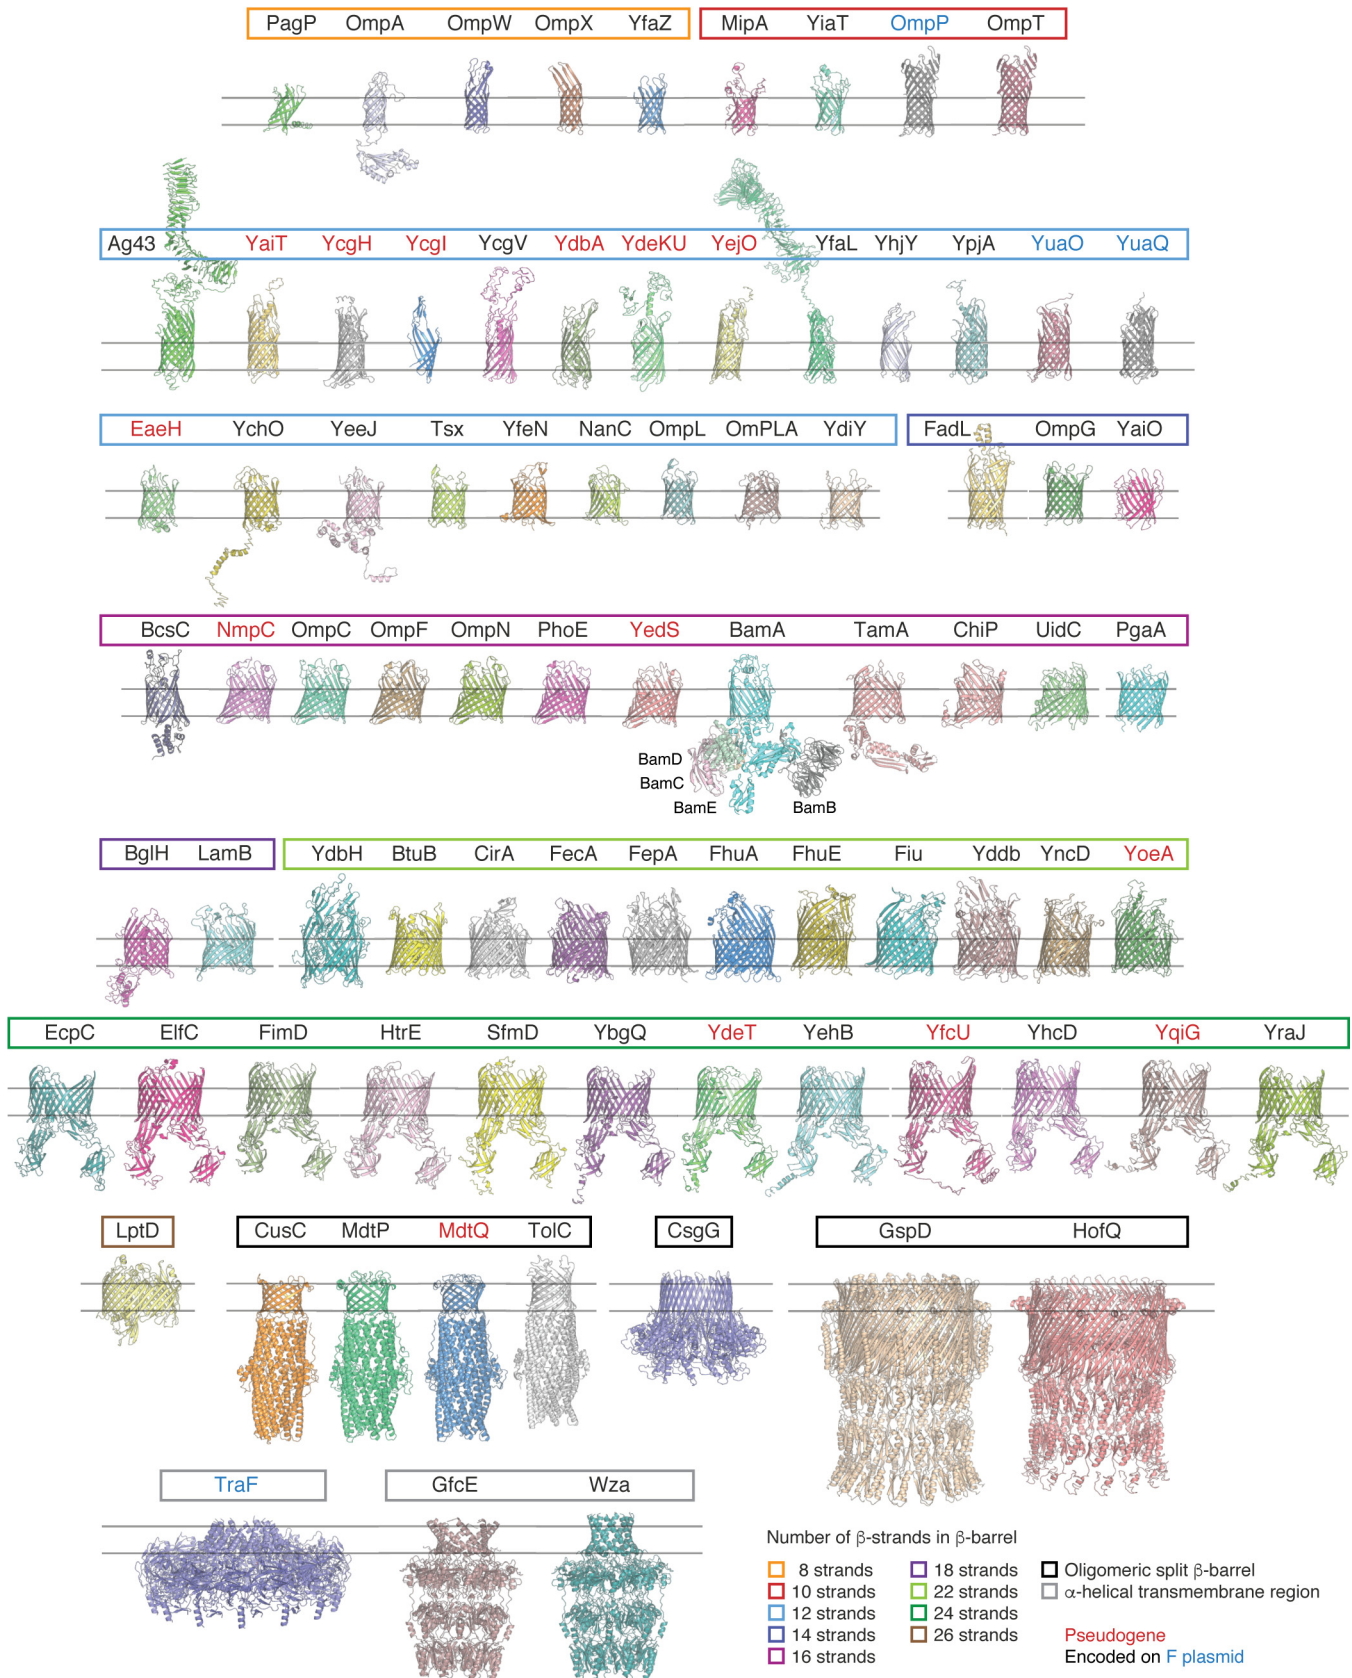 PagP OmpA OmpW OmpX YfaZ MipA YiaT OmpP OmpT
Ag43 YaiT YcgH YcgI YcgV YdbA YdeKU YejO YfaL YhjY YpjA YuaO YuaQ
EaeH YchO YeeJ Tsx YfeN NanC OmpL OmPLA YdiY FadL OmpG YaiO
BcsC NmpC OmpC OmpF OmpN PhoE YedS BamA TamA ChiP UidC PgaA
BamD
BamC
BamE BamB
BglH LamB YdbH BtuB CirA FecA FepA FhuA FhuE Fiu Yddb YncD YoeA
EcpC ElfC FimD HtrE SfmD YbgQ YdeT YehB YfcU YhcD YqiG YraJ
LptD CusC MdtP MdtQ TolC CsgG GspD HofQ
TraF GfcE Wza
Number of β-strands in β-barrel
8 strands 18 strands Oligomeric split β-barrel
10 strands 22 strands α-helical transmembrane region
12 strands 24 strands
14 strands 26 strands Pseudogene
16 strands Encoded on F plasmid